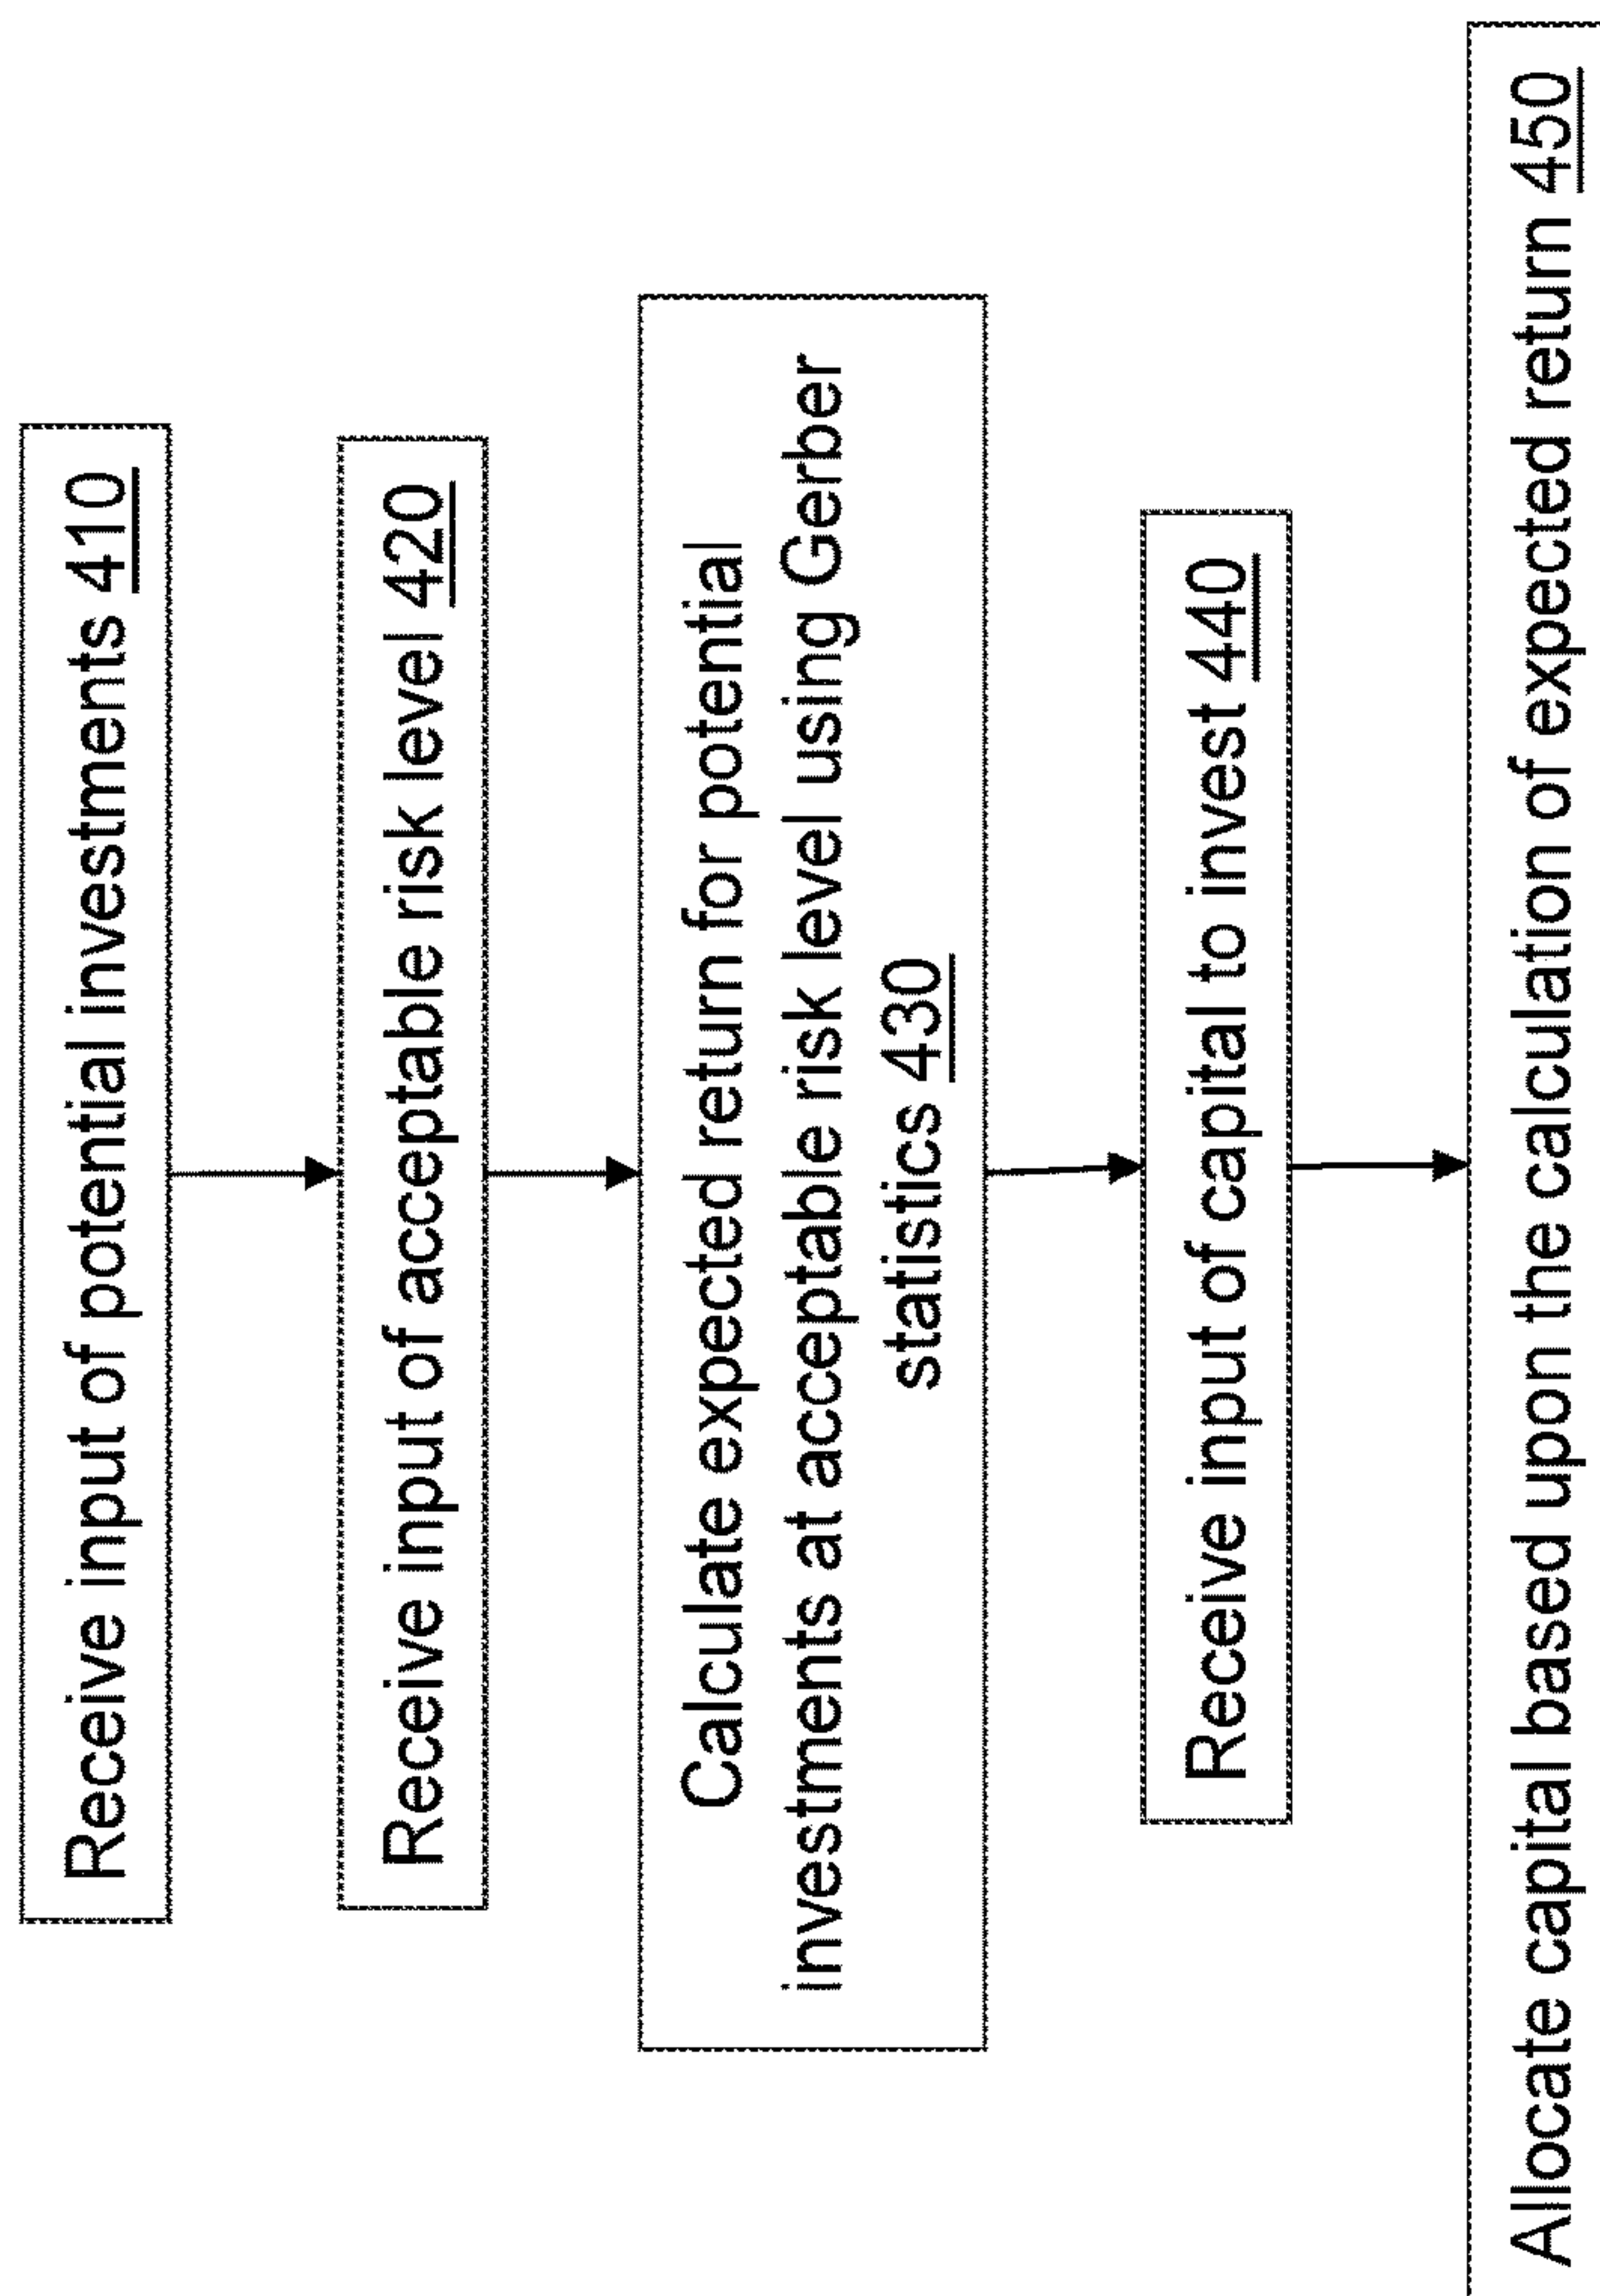 Receive input of potential investments 410
Receive input of acceptable risk level 420
Calculate expected return for potential
investments at acceptable risk level using Gerber
statistics 430
Receive input of capital to invest 440
Allocate capital based upon the calculation of expected return 450